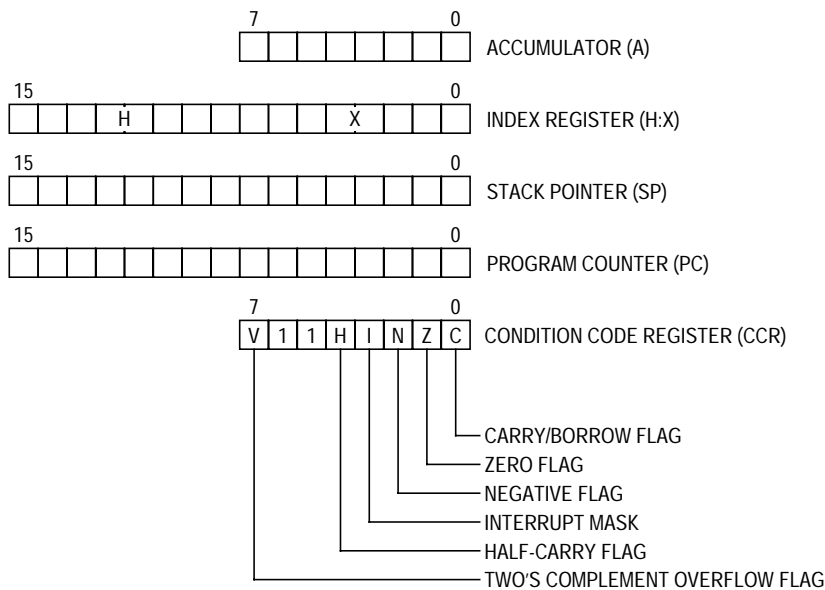 7 0
ACCUMULATOR (A)
15 0
H X INDEX REGISTER (H:X)
15 0
STACK POINTER (SP)
15 0
PROGRAM COUNTER (PC)
7 0
V 1 1 H I N Z C CONDITION CODE REGISTER (CCR)
CARRY/BORROW FLAG
ZERO FLAG
NEGATIVE FLAG
INTERRUPT MASK
HALF-CARRY FLAG
TWO'S COMPLEMENT OVERFLOW FLAG